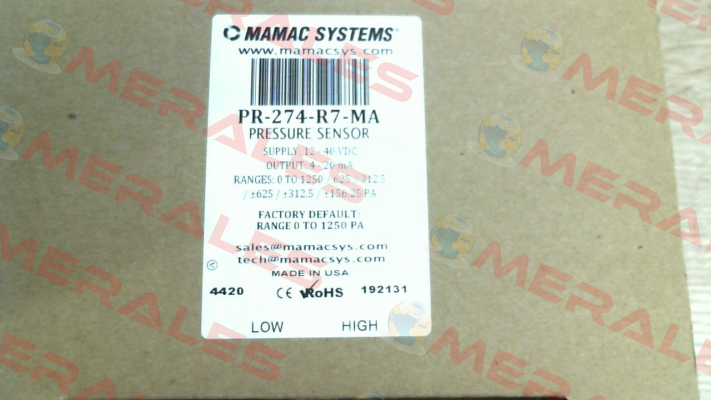 MAMAC SYSTEMS
www.mamacsys.com
PR-274-R7-MA
PRESSURE SENSOR
SUPPLY: 12 - 40 VDC
OUTPUT: 4 - 20 mA
RANGES: 0 TO 1250 / 625 / 312.5
/ ±625 / ±312.5 / ±156.25 PA
FACTORY DEFAULT:
RANGE 0 TO 1250 PA
sales@mamacsys.com
tech@mamacsys.com
MADE IN USA
4420 CE RoHS 192131
LOW HIGH
MERALES
MERALES
MERALES
MERALES
MERALES
MERALES